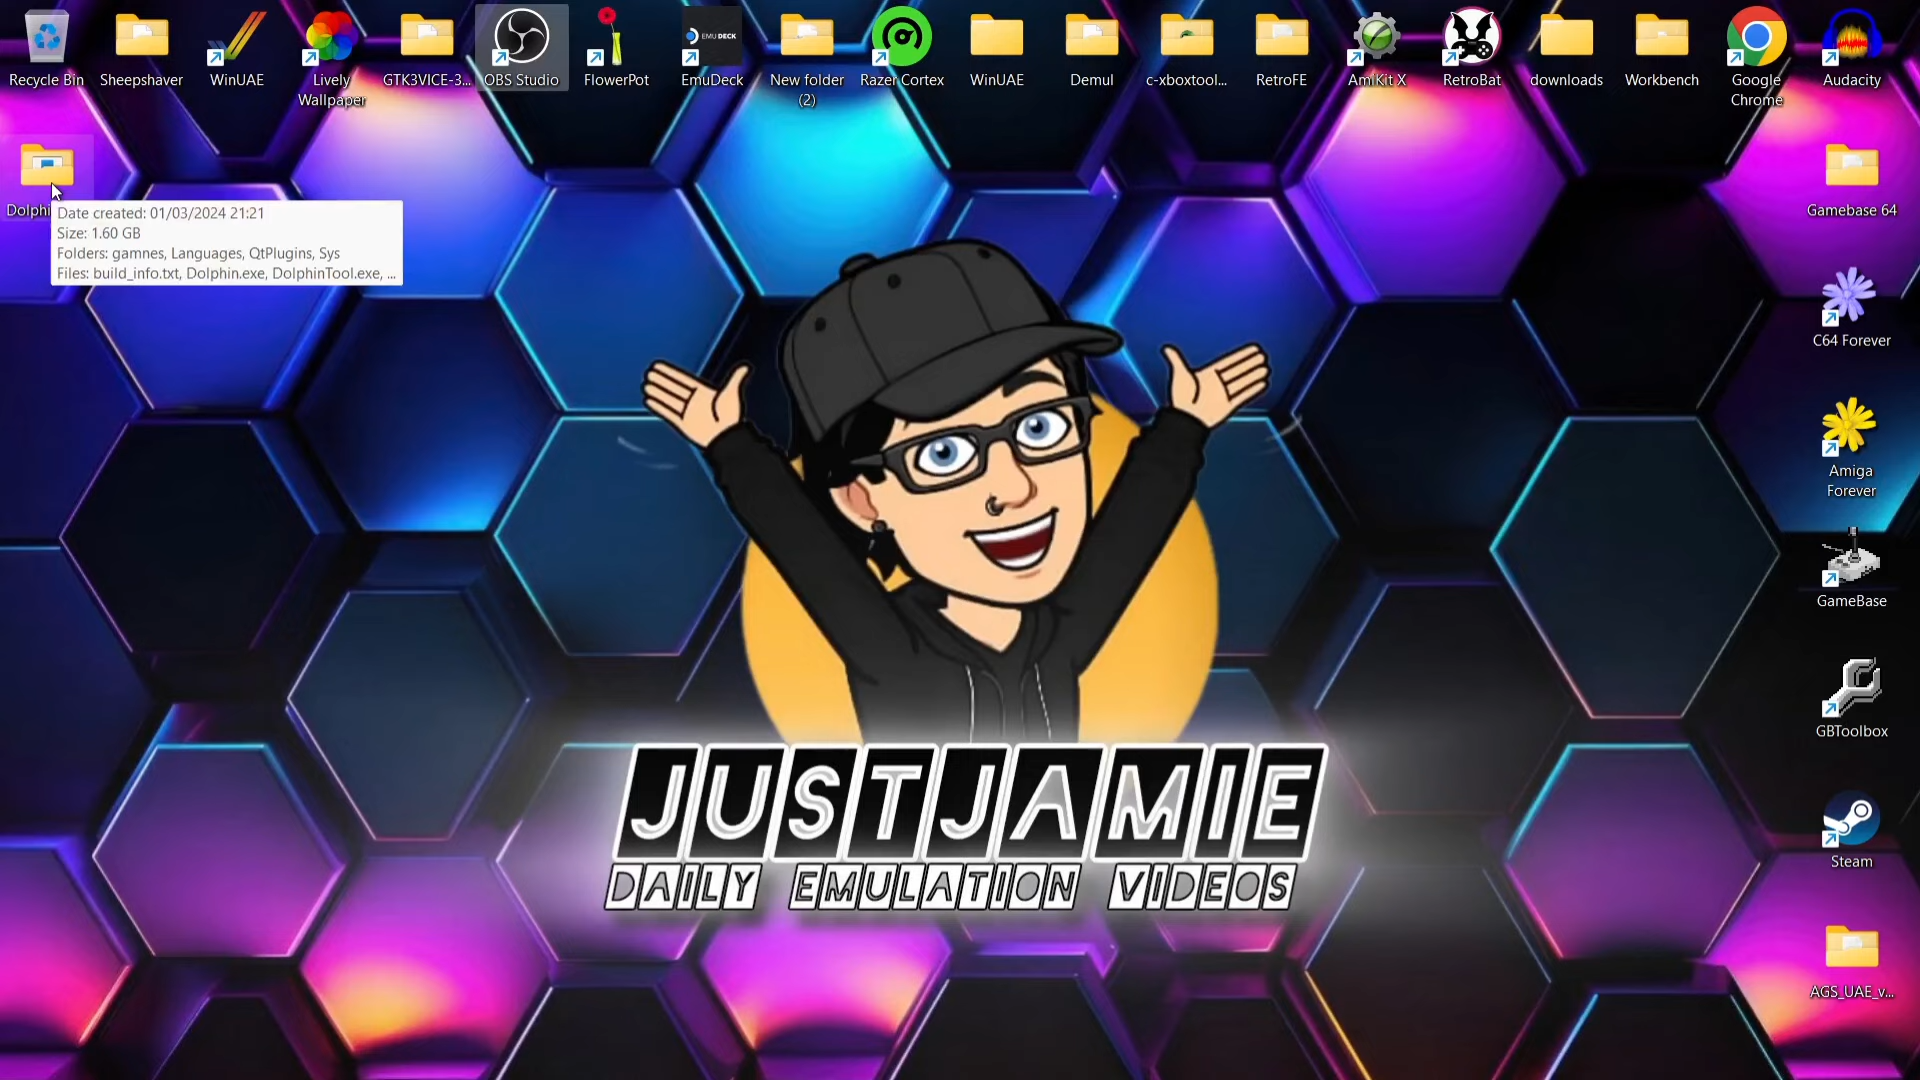 Recycle Bin
Sheepshaver
WinUAE
Lively
Wallpaper
GTK3VICE-3...
OBS Studio
FlowerPot
EMU DECK
EmuDeck
New folder
(2)
Razer Cortex
WinUAE
Demul
c-xboxtool...
RetroFE
AmiKit X
RetroBat
downloads
Workbench
Google
Chrome
Audacity
Dolphi
Date created: 01/03/2024 21:21
Size: 1.60 GB
Folders: gamnes, Languages, QtPlugins, Sys
Files: build_info.txt, Dolphin.exe, DolphinTool.exe, ...
Gamebase 64
C64 Forever
Amiga
Forever
GameBase
GBToolbox
Steam
AGS_UAE_v...
JUSTJAMIE
DAILY EMULATION VIDEOS